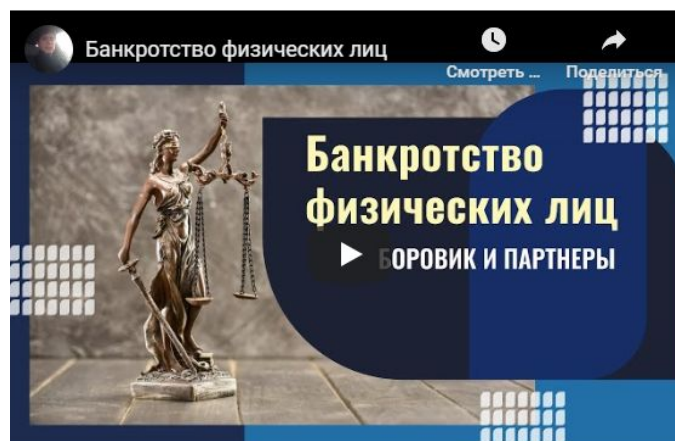 Банкротство физических лиц
Смотреть ...
Поделиться
Банкротство
физических лиц
БОРОВИК И ПАРТНЕРЫ